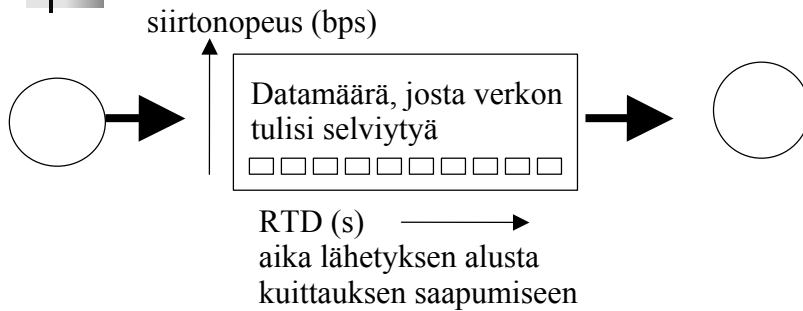 siirtonopeus (bps)
Datamäärä, josta verkon
tulisi selviytyä
RTD (s)
aika lähetyksen alusta
kuittauksen saapumiseen